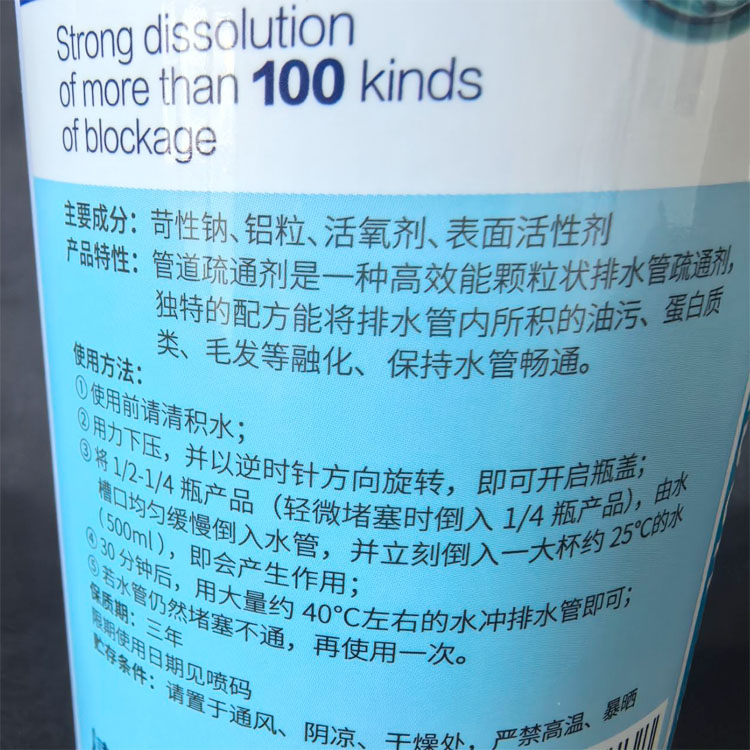 Strong dissolution
of more than 100 kinds
of blockage
主要成分：苛性钠、铝粒、活氧剂、表面活性剂
产品特性：管道疏通剂是一种高效能颗粒状排水管疏通剂，
独特的配方能将排水管内所积的油污、蛋白质
类、毛发等融化、保持水管畅通。
使用方法：
①使用前请清积水；
②用力下压，并以逆时针方向旋转，即可开启瓶盖；
③将 1/2-1/4 瓶产品（轻微堵塞时倒入 1/4 瓶产品），由水
槽口均匀缓慢倒入水管，并立刻倒入一大杯约 25℃的水
（500ml），即会产生作用；
④30 分钟后，用大量约 40℃左右的水冲排水管即可；
⑤若水管仍然堵塞不通，再使用一次。
保质期：三年
限期使用日期见喷码
贮存条件：请置于通风、阴凉、干燥处，严禁高温、暴晒